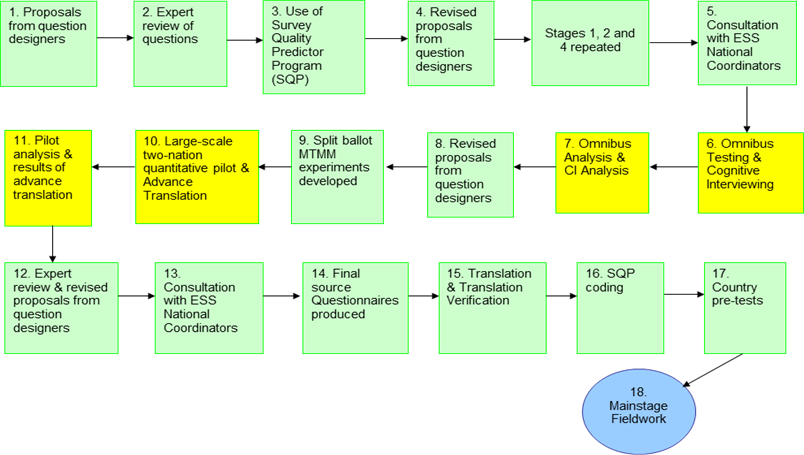 1. Proposals
from question
designers
2. Expert
review of
questions
3. Use of
Survey
Quality
Predictor
Program
(SQP)
4. Revised
proposals
from
question
designers
Stages 1, 2 and
4 repeated
5.
Consultation
with ESS
National
Coordinators
6. Omnibus
Testing &
Cognitive
Interviewing
7. Omnibus
Analysis &
CI Analysis
8. Revised
proposals
from
question
designers
9. Split ballot
MTMM
experiments
developed
10. Large-scale
two-nation
quantitative pilot &
Advance
Translation
11. Pilot
analysis &
results of
advance
translation
12. Expert
review & revised
proposals from
question
designers
13.
Consultation
with ESS
National
Coordinators
14. Final
source
Questionnaires
produced
15. Translation
& Translation
Verification
16. SQP
coding
17.
Country
pre-tests
18.
Mainstage
Fieldwork